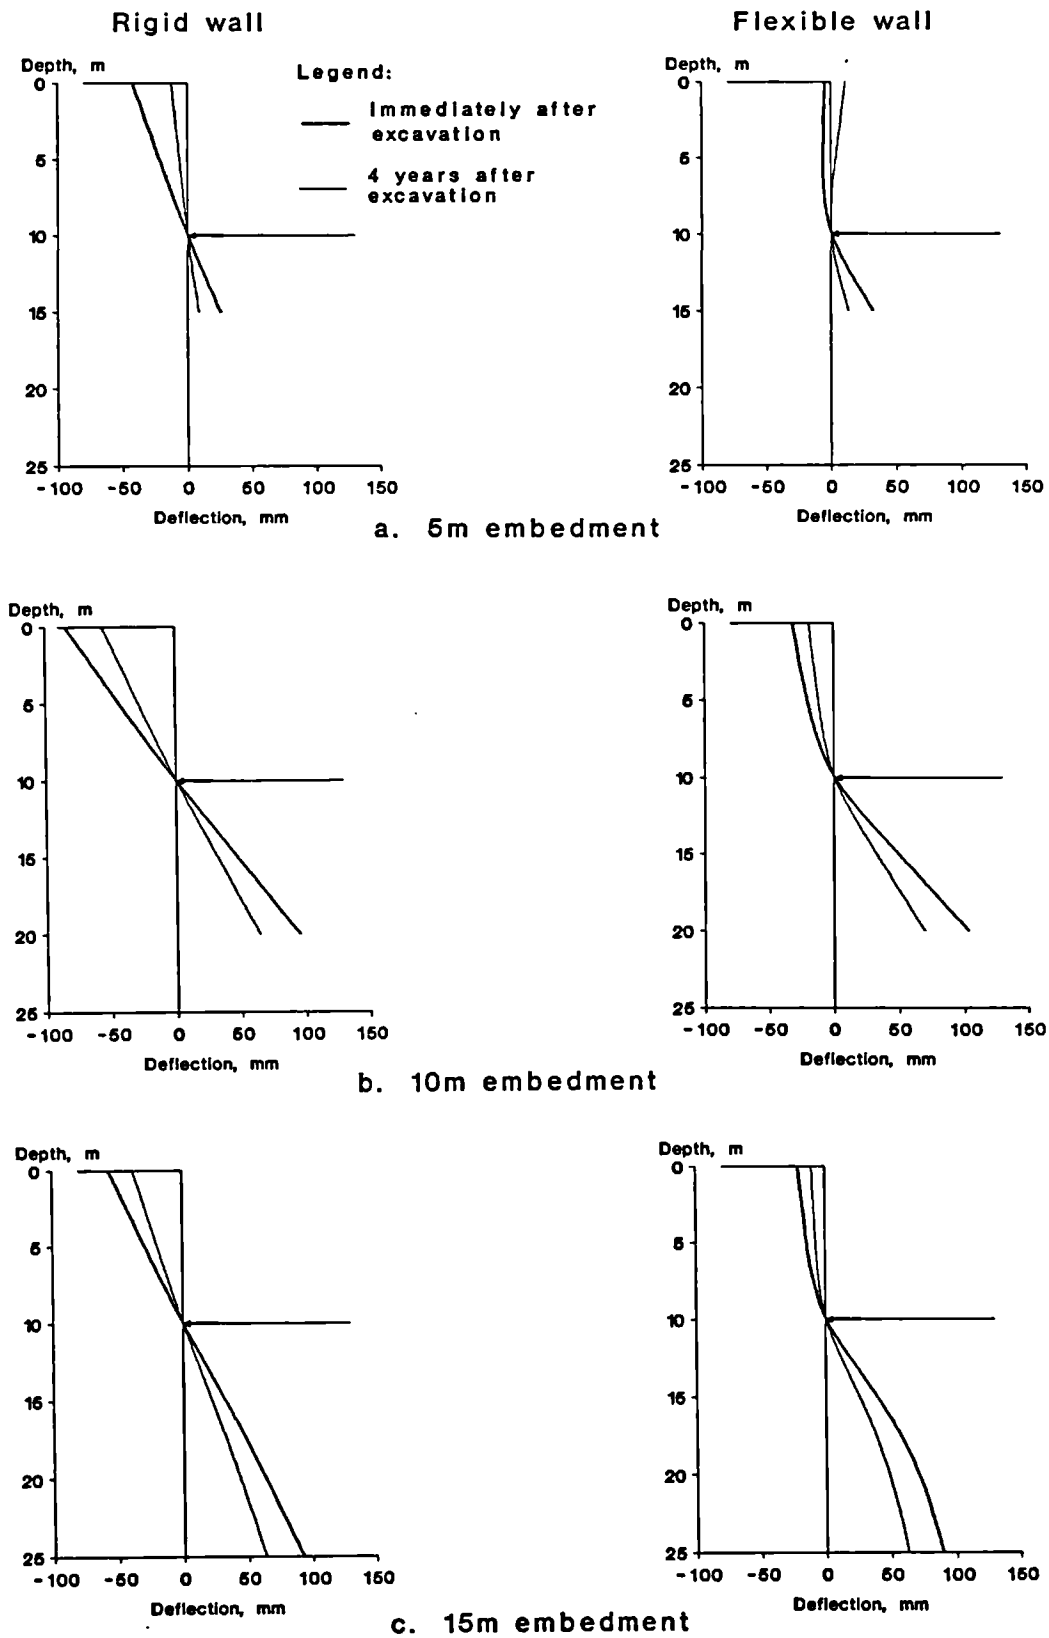 Rigid wall
Flexible wall
Depth, m
Legend:
Immediately after
excavation
4 years after
excavation
0
5
10
15
20
25
-100 -50 0 50 100 150
Deflection, mm
Depth, m
0
5
10
15
20
25
-100 -50 0 50 100 150
Deflection, mm
a. 5m embedment
Depth, m
0
5
10
15
20
25
-100 -50 0 50 100 150
Deflection, mm
Depth, m
0
5
10
15
20
25
-100 -50 0 50 100 150
Deflection, mm
b. 10m embedment
Depth, m
0
5
10
15
20
25
-100 -50 0 50 100 150
Deflection, mm
Depth, m
0
5
10
15
20
25
-100 -50 0 50 100 150
Deflection, mm
c. 15m embedment